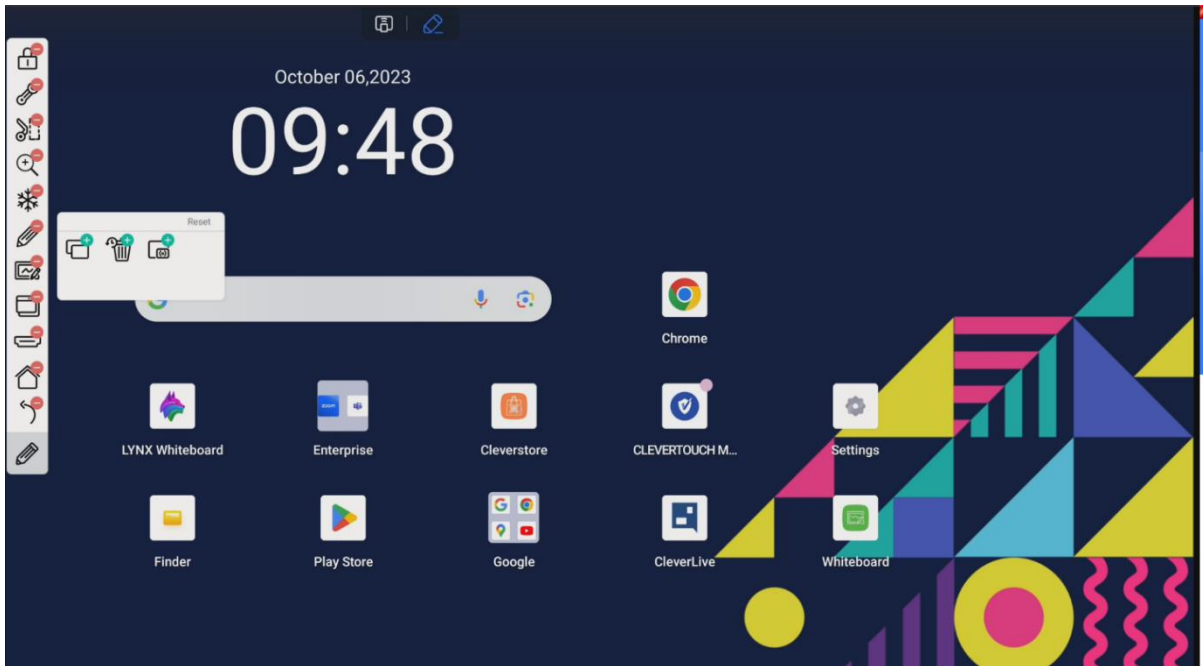 October 06,2023
09:48
Reset
Chrome
LYNX Whiteboard
Enterprise
Cleverstore
CLEVERTOUCH M...
Settings
Finder
Play Store
Google
CleverLive
Whiteboard